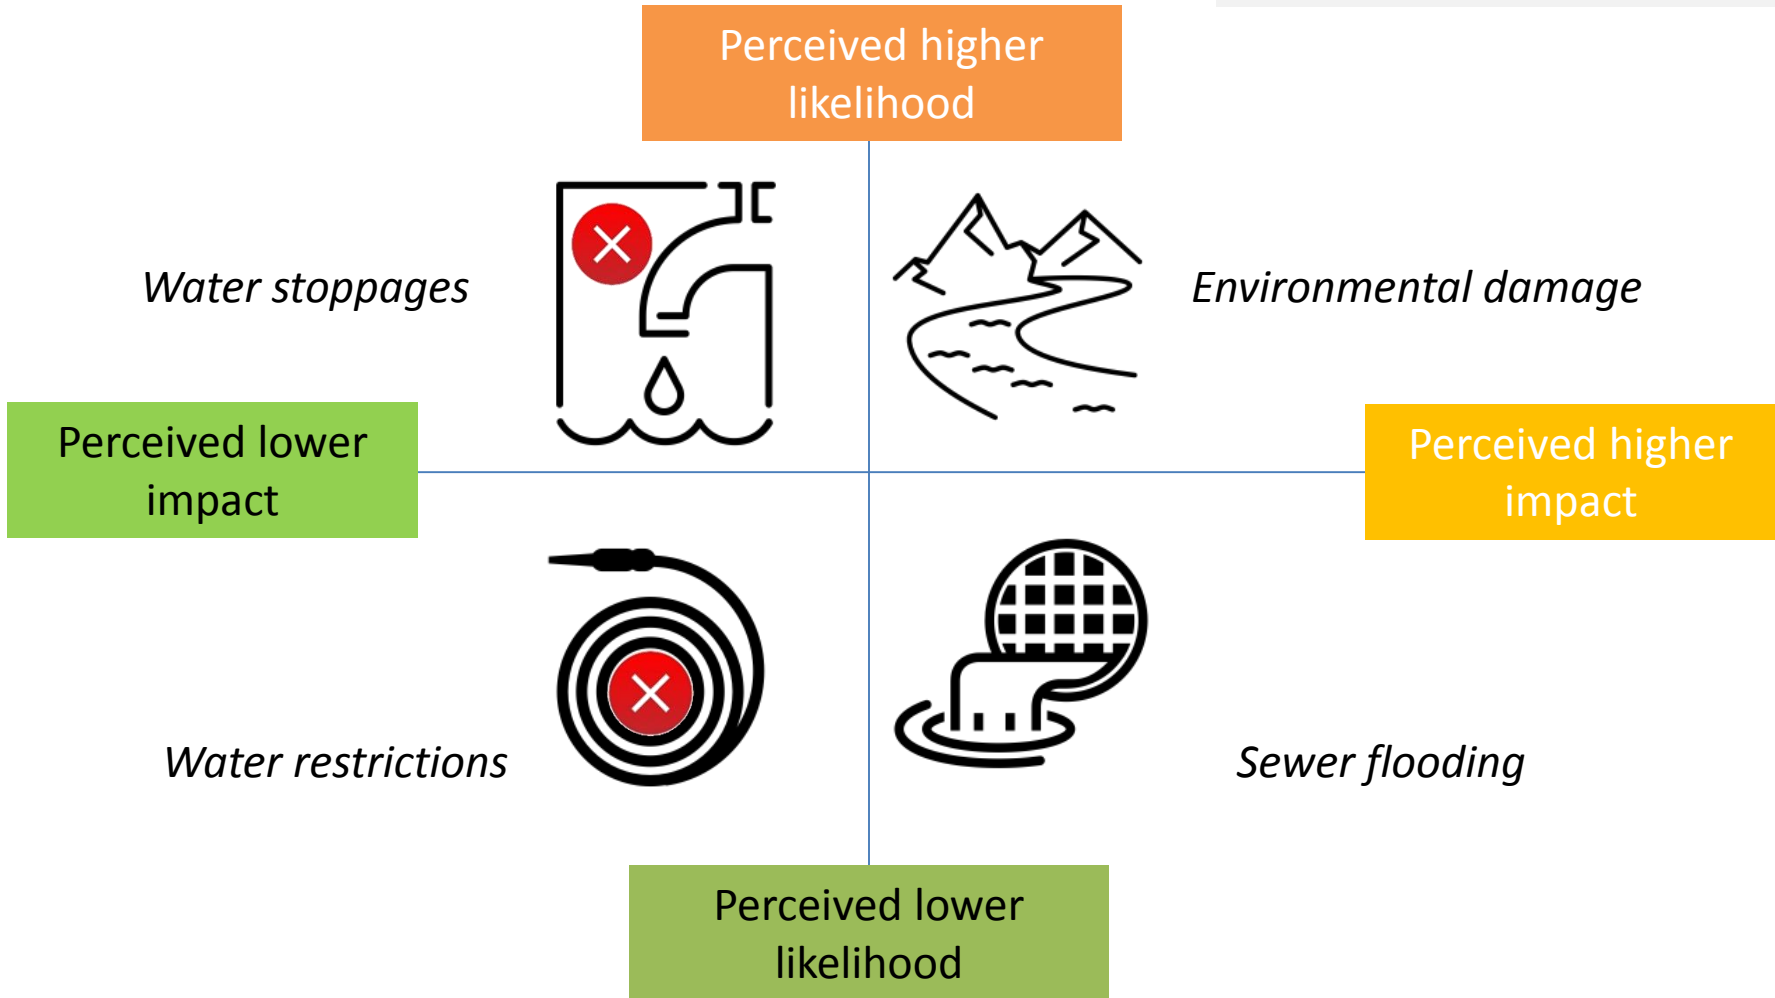 Perceived higher
likelihood
Water stoppages
Environmental damage
Perceived lower
impact
Perceived higher
impact
Water restrictions
Sewer flooding
Perceived lower
likelihood